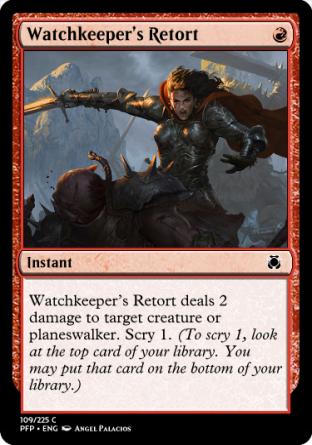 Watchkeeper's Retort
Instant
Watchkeeper's Retort deals 2
damage to target creature or
planeswalker. Scry 1. (To scry 1, look
at the top card of your library. You
may put that card on the bottom of your
library.)
109/225 C
PFP • ENG Angel Palacios